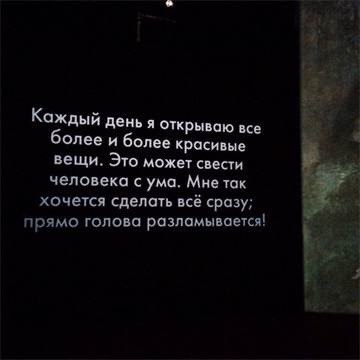 Каждый день я открываю все
более и более красивые
вещи. Это может свести
человека с ума. Мне так
хочется сделать всё сразу;
прямо голова разламывается!